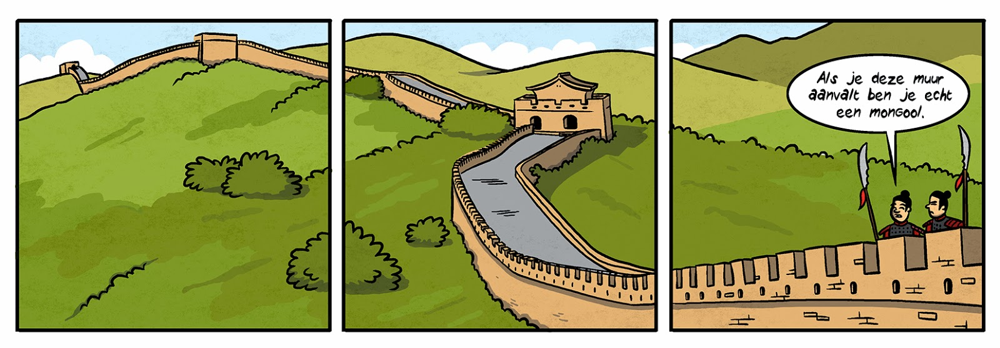 Als je deze muur
aanvalt ben je echt
een mongool.